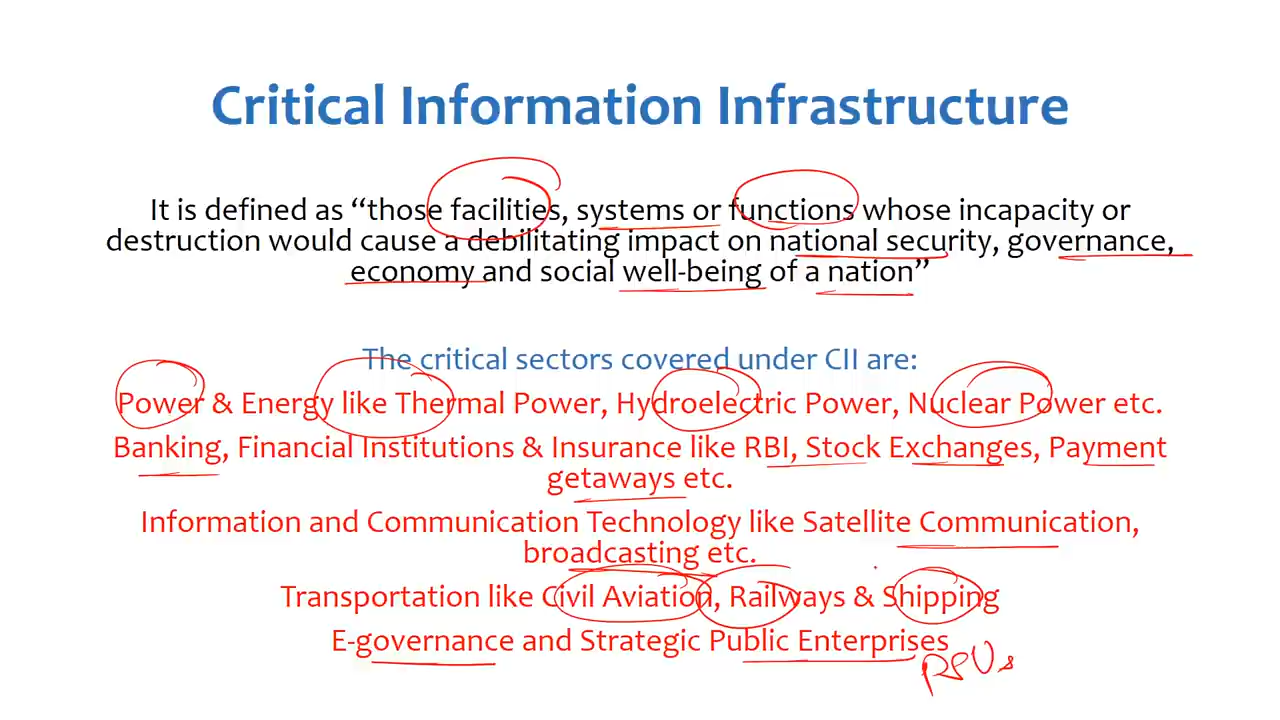 Critical Information Infrastructure
It is defined as “those facilities, systems or functions whose incapacity or
destruction would cause a debilitating impact on national security, governance,
economy and social well-being of a nation”
The critical sectors covered under CII are:
Power & Energy like Thermal Power, Hydroelectric Power, Nuclear Power etc.
Banking, Financial Institutions & Insurance like RBI, Stock Exchanges, Payment
getaways etc.
Information and Communication Technology like Satellite Communication,
broadcasting etc.
Transportation like Civil Aviation, Railways & Shipping
E-governance and Strategic Public Enterprises
PSUs